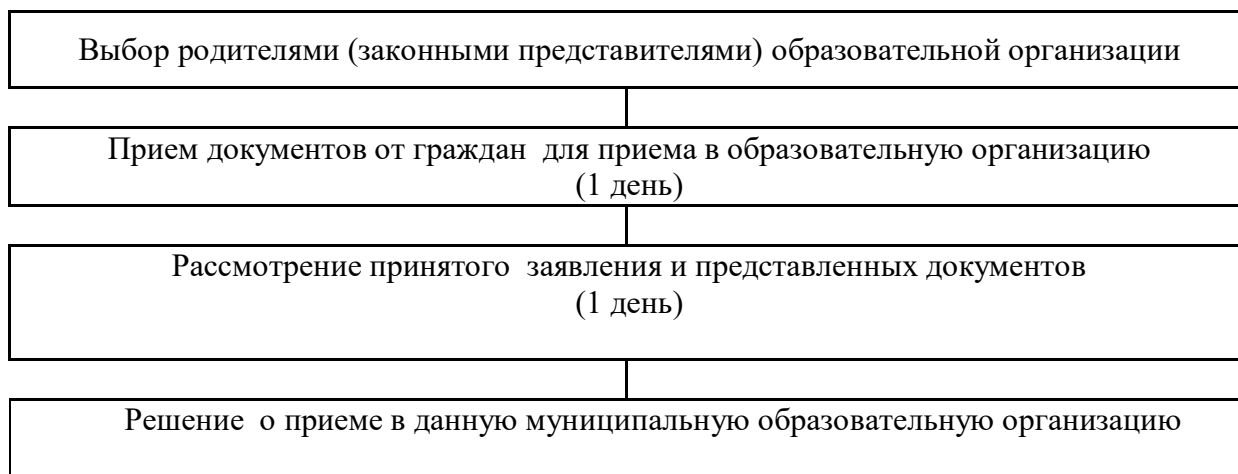 Выбор родителями (законными представителями) образовательной организации
Прием документов от граждан  для приема в образовательную организацию
(1 день)
Рассмотрение принятого  заявления и представленных документов
(1 день)
Решение  о приеме в данную муниципальную образовательную организацию